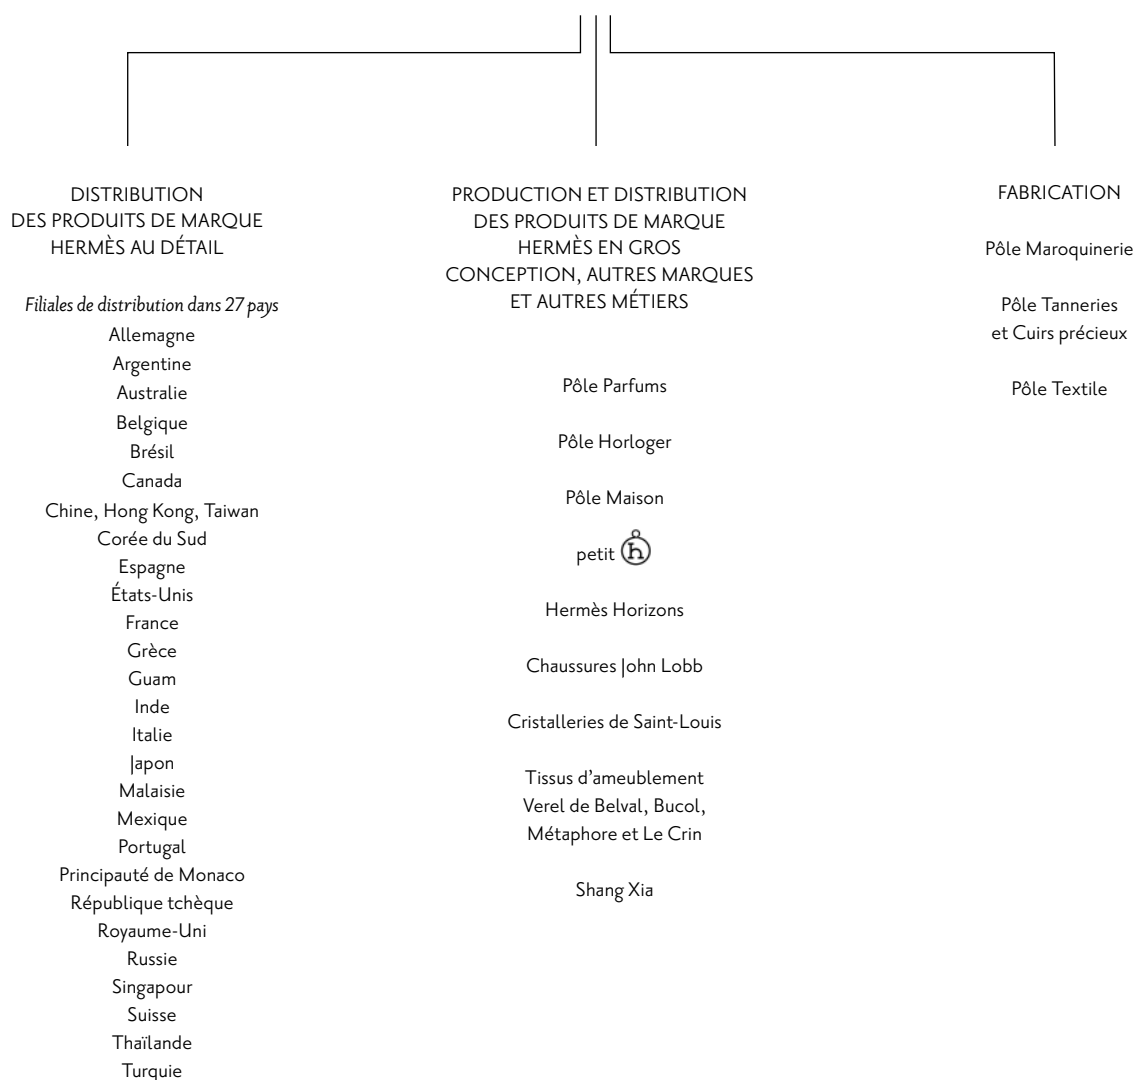 DISTRIBUTION
DES PRODUITS DE MARQUE
HERMÈS AU DÉTAIL
Filiales de distribution dans 27 pays
Allemagne
Argentine
Australie
Belgique
Brésil
Canada
Chine, Hong Kong, Taiwan
Corée du Sud
Espagne
États-Unis
France
Grèce
Guam
Inde
Italie
Japon
Malaisie
Mexique
Portugal
Principauté de Monaco
République tchèque
Royaume-Uni
Russie
Singapour
Suisse
Thaïlande
Turquie
PRODUCTION ET DISTRIBUTION
DES PRODUITS DE MARQUE
HERMÈS EN GROS
CONCEPTION, AUTRES MARQUES
ET AUTRES MÉTIERS
Pôle Parfums
Pôle Horloger
Pôle Maison
petit h
Hermès Horizons
Chaussures John Lobb
Cristalleries de Saint-Louis
Tissus d’ameublement
Verel de Belval, Bucol,
Métaphore et Le Crin
Shang Xia
FABRICATION
Pôle Maroquinerie
Pôle Tanneries
et Cuirs précieux
Pôle Textile